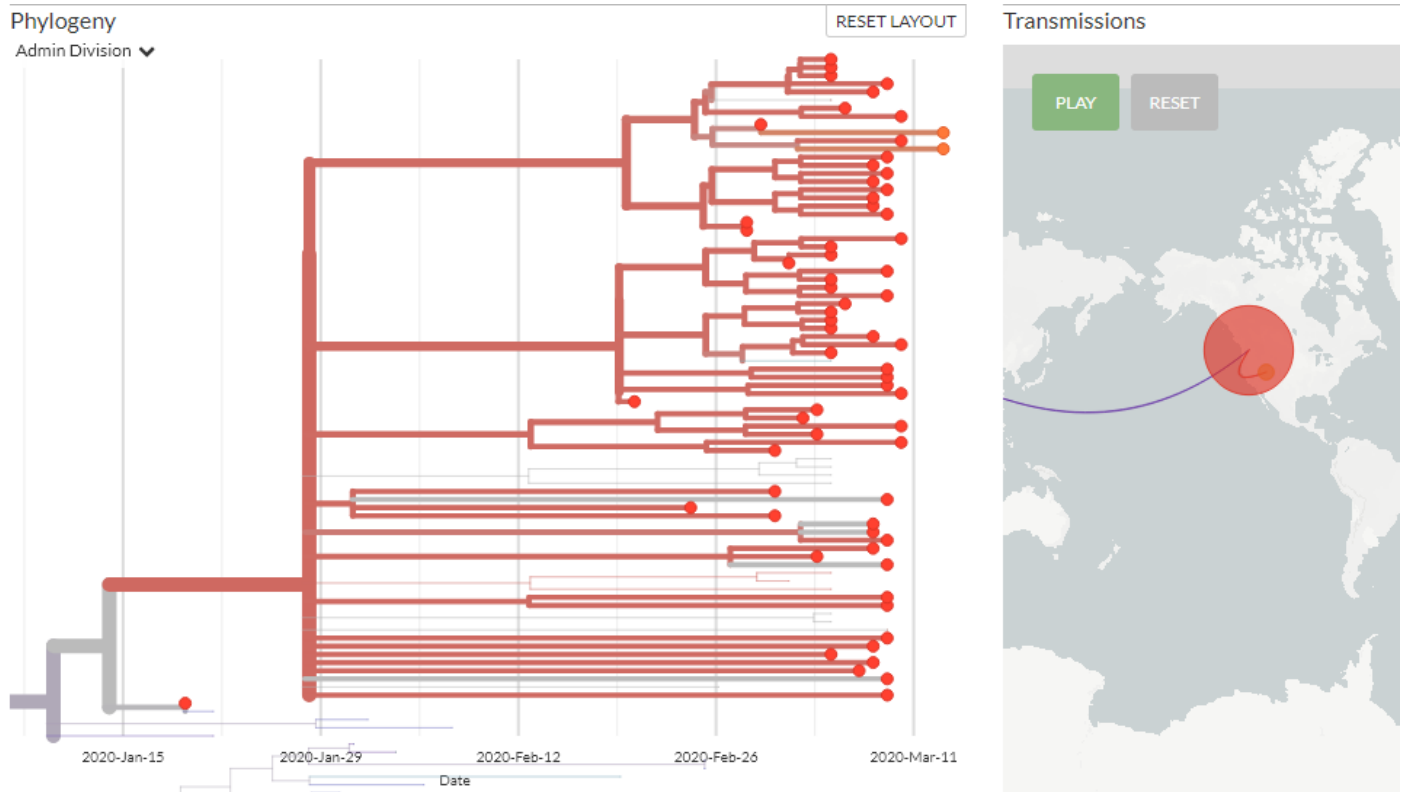 Phylogeny
RESET LAYOUT
Admin Division
2020-Jan-15
2020-Jan-29
2020-Feb-12
2020-Feb-26
2020-Mar-11
Date
Transmissions
PLAY
RESET